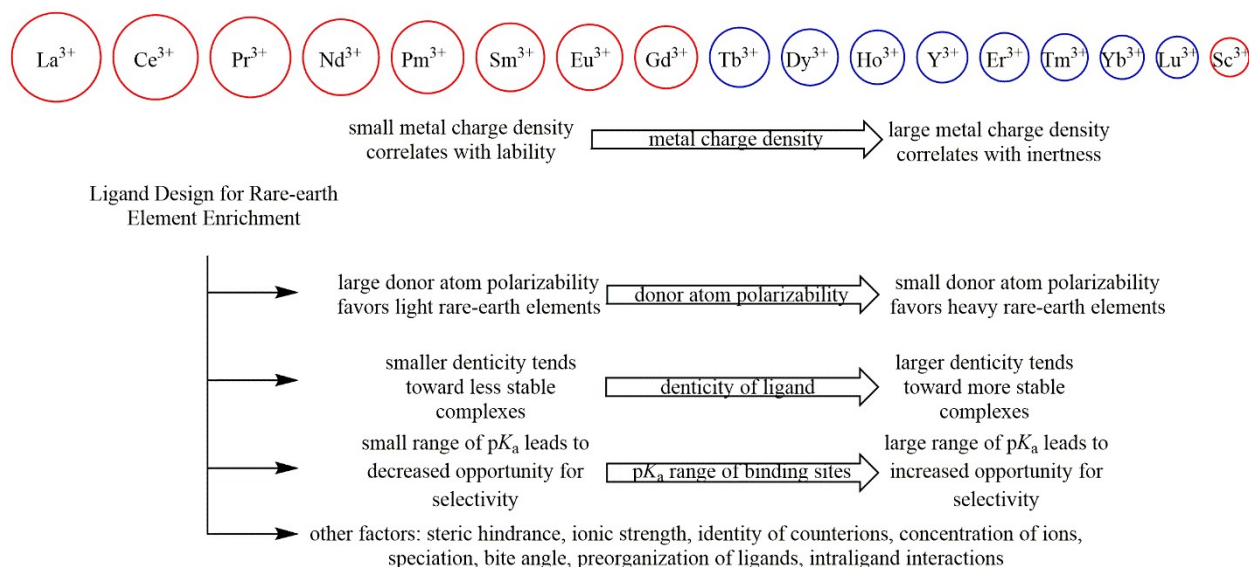 La³⁺ Ce³⁺ Pr³⁺ Nd³⁺ Pm³⁺ Sm³⁺ Eu³⁺ Gd³⁺ Tb³⁺ Dy³⁺ Ho³⁺ Y³⁺ Er³⁺ Tm³⁺ Yb³⁺ Lu³⁺ Sc³⁺
small metal charge density
correlates with lability
metal charge density
large metal charge density
correlates with inertness
Ligand Design for Rare-earth
Element Enrichment
large donor atom polarizability
favors light rare-earth elements
donor atom polarizability
small donor atom polarizability
favors heavy rare-earth elements
smaller denticity tends
toward less stable
complexes
denticity of ligand
larger denticity tends
toward more stable
complexes
small range of pKₐ leads to
decreased opportunity for
selectivity
pKₐ range of binding sites
large range of pKₐ leads to
increased opportunity for
selectivity
other factors: steric hindrance, ionic strength, identity of counterions, concentration of ions,
speciation, bite angle, preorganization of ligands, intraligand interactions